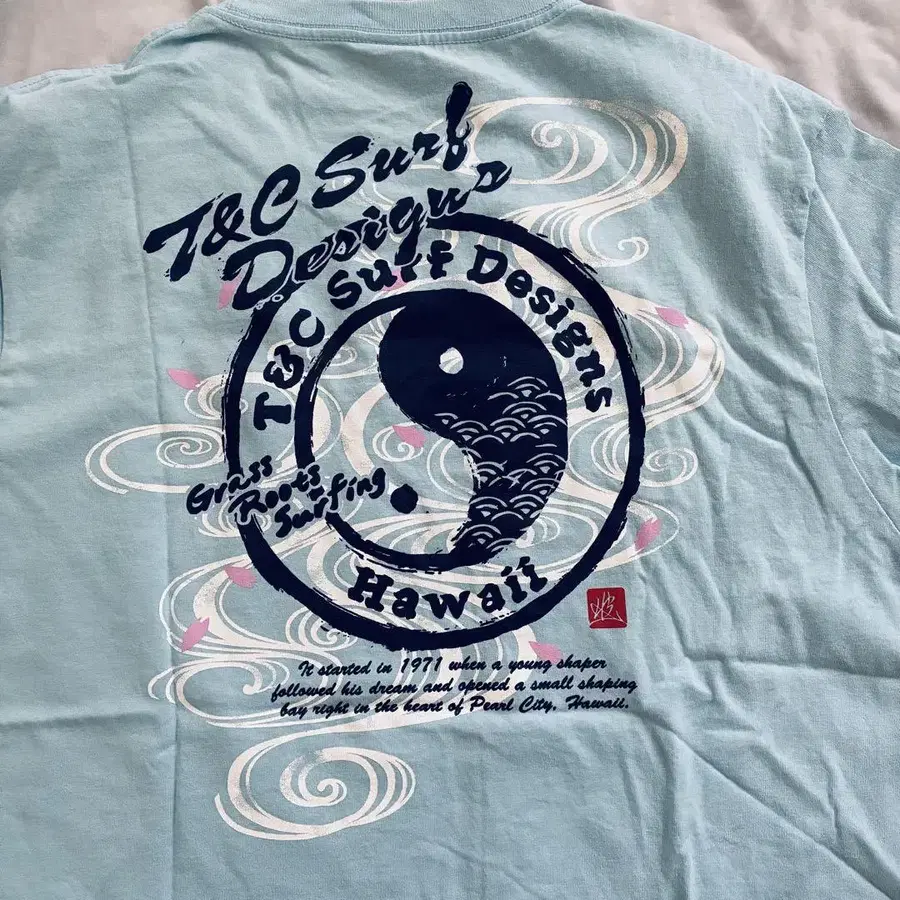 T&C Surf
Designs
T&C Surf Designs
Grass
Roots
Surfing
Hawaii
It started in 1971 when a young shaper
followed his dream and opened a small shaping
bay right in the heart of Pearl City, Hawaii.